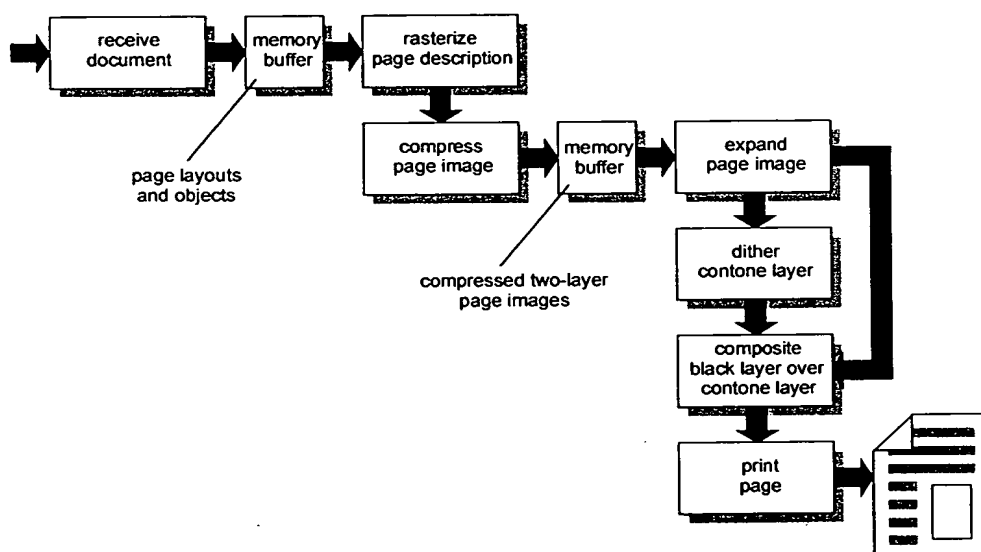 receive
document
memory
buffer
rasterize
page description
compress
page image
memory
buffer
expand
page image
page layouts
and objects
dither
contone layer
compressed two-layer
page images
composite
black layer over
contone layer
print
page